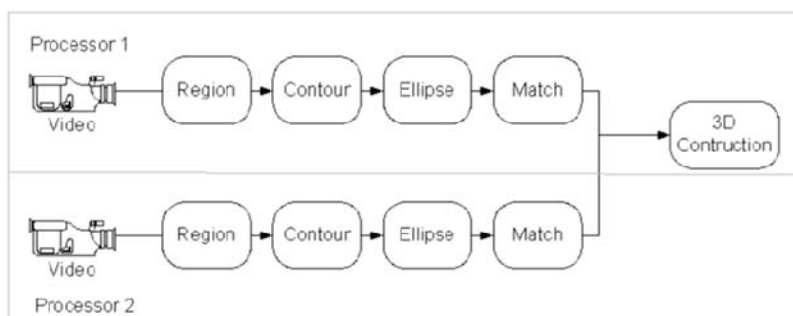 Processor 1
Video
Region
Contour
Ellipse
Match
3D
Contruction
Region
Contour
Ellipse
Match
Video
Processor 2